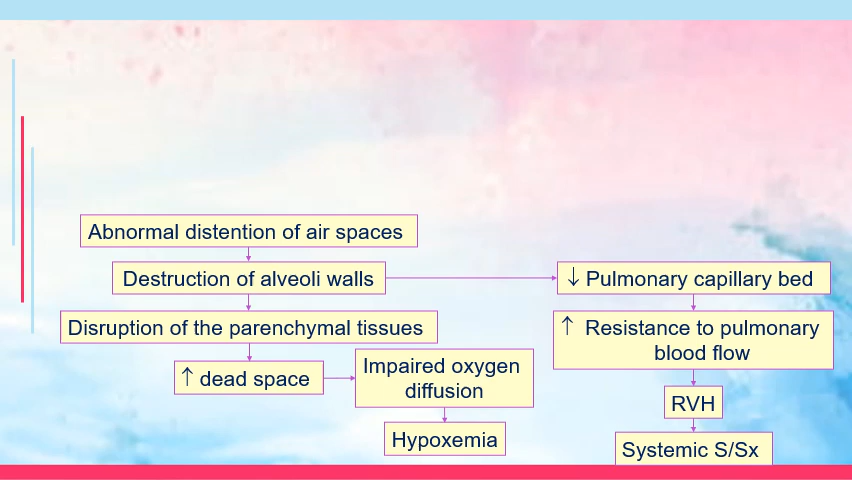 Abnormal distention of air spaces
Destruction of alveoli walls
↓ Pulmonary capillary bed
Disruption of the parenchymal tissues
↑ Resistance to pulmonary
blood flow
↑ dead space
Impaired oxygen
diffusion
RVH
Hypoxemia
Systemic S/Sx